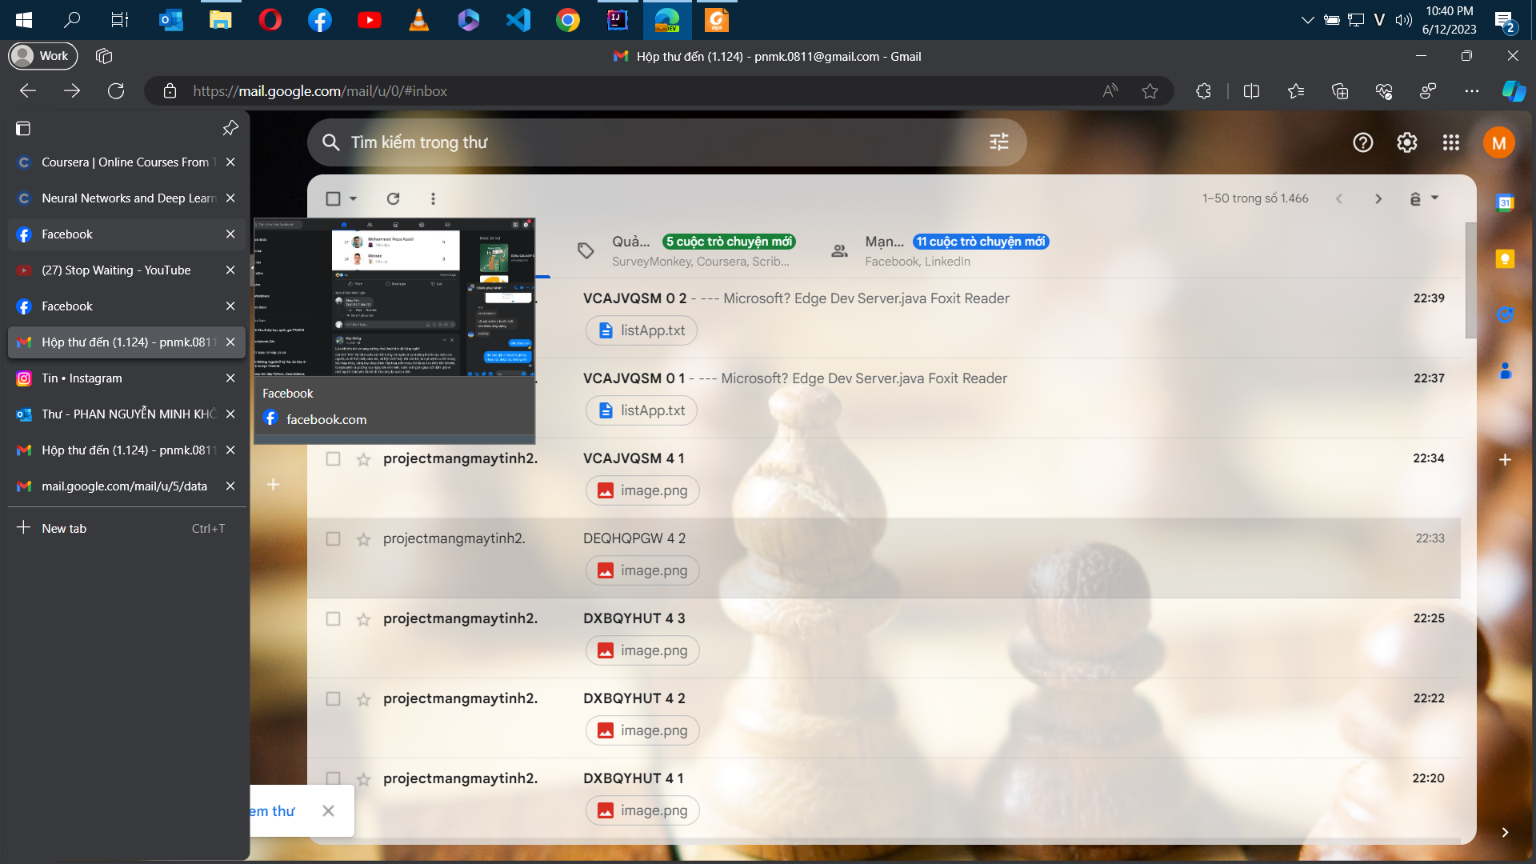 10:40 PM
6/12/2023
2
Work
Hộp thư đến (1.124) - pnmk.0811@gmail.com - Gmail
https://mail.google.com/mail/u/0/#inbox
Coursera | Online Courses From
Neural Networks and Deep Learn
Facebook
(27) Stop Waiting - YouTube
Facebook
Hộp thư đến (1.124) - pnmk.0811
Tin • Instagram
Thư - PHAN NGUYỄN MINH KHÔ
Hộp thư đến (1.124) - pnmk.0811
mail.google.com/mail/u/5/data
New tab Ctrl+T
Tìm kiếm trong thư
M
1–50 trong số 1.466
Quả... 5 cuộc trò chuyện mới
SurveyMonkey, Coursera, Scrib...
Mạn... 11 cuộc trò chuyện mới
Facebook, LinkedIn
VCAJVQSM 0 2 - --- Microsoft? Edge Dev Server.java Foxit Reader 22:39
listApp.txt
VCAJVQSM 0 1 - --- Microsoft? Edge Dev Server.java Foxit Reader 22:37
listApp.txt
Facebook
facebook.com
projectmangmaytinh2. VCAJVQSM 4 1 22:34
image.png
projectmangmaytinh2. DEQHQPGW 4 2 22:33
image.png
projectmangmaytinh2. DXBQYHUT 4 3 22:25
image.png
projectmangmaytinh2. DXBQYHUT 4 2 22:22
image.png
projectmangmaytinh2. DXBQYHUT 4 1 22:20
image.png
em thư
31